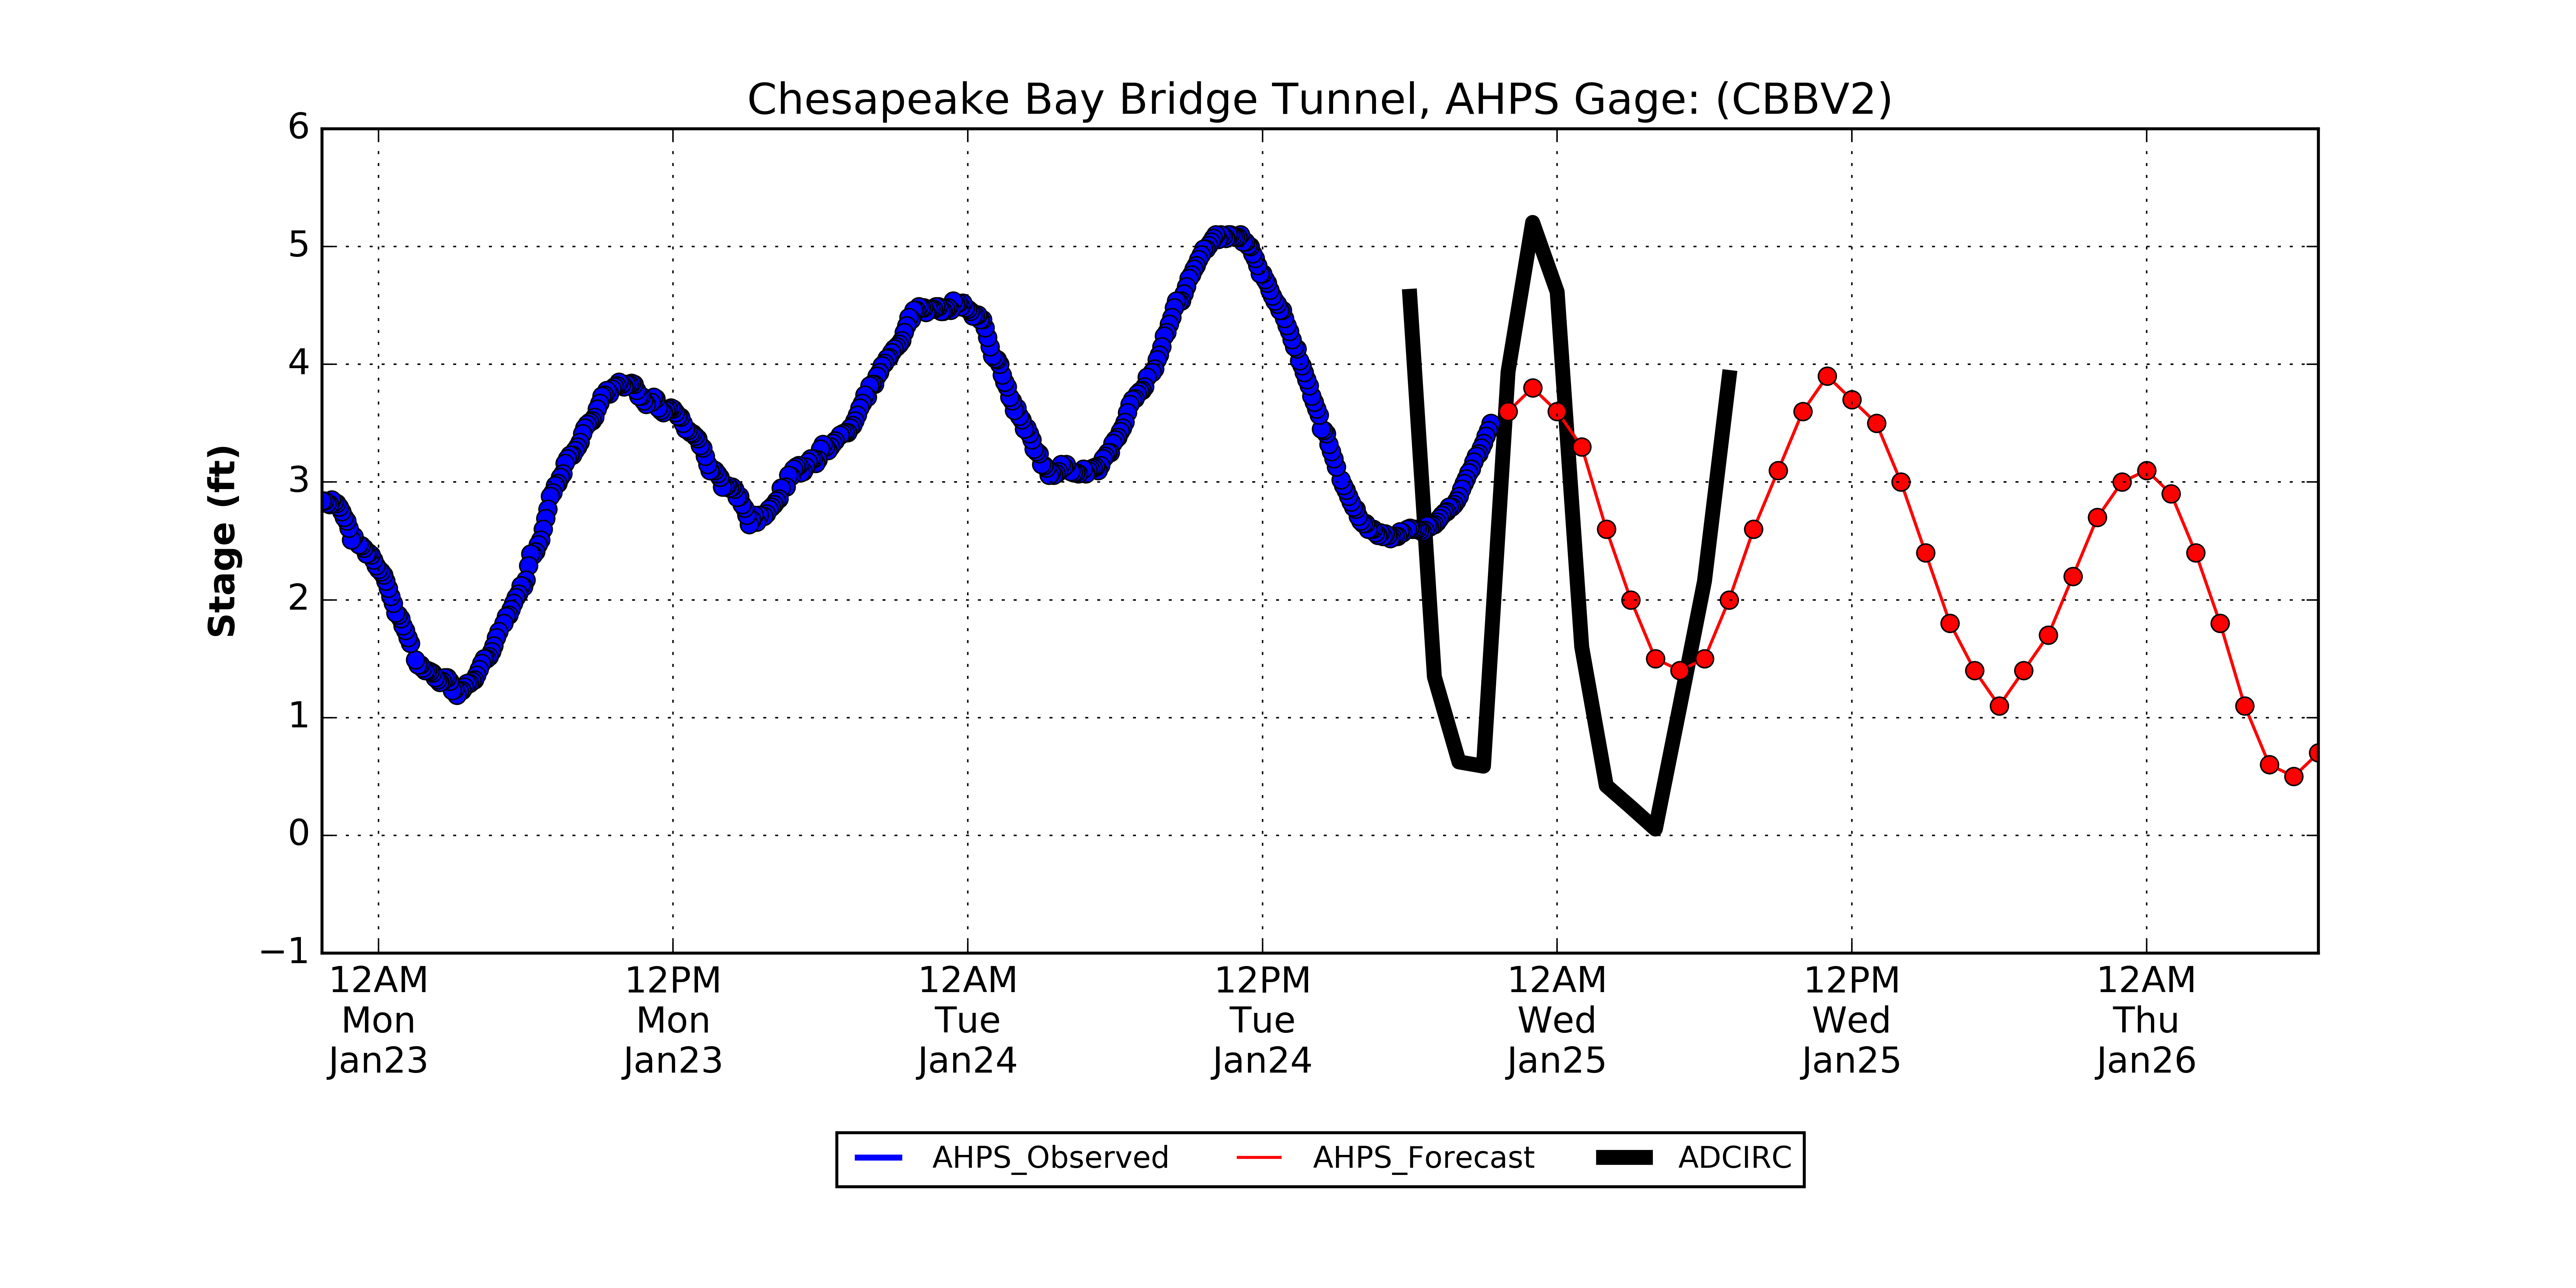 Chesapeake Bay Bridge Tunnel, AHPS Gage: (CBBV2)
6
5
4
3
2
1
0
−1
Stage (ft)
12AM 12PM 12AM 12PM 12AM 12PM 12AM
Mon Mon Tue Tue Wed Wed Thu
Jan23 Jan23 Jan24 Jan24 Jan25 Jan25 Jan26
AHPS_Observed AHPS_Forecast ADCIRC